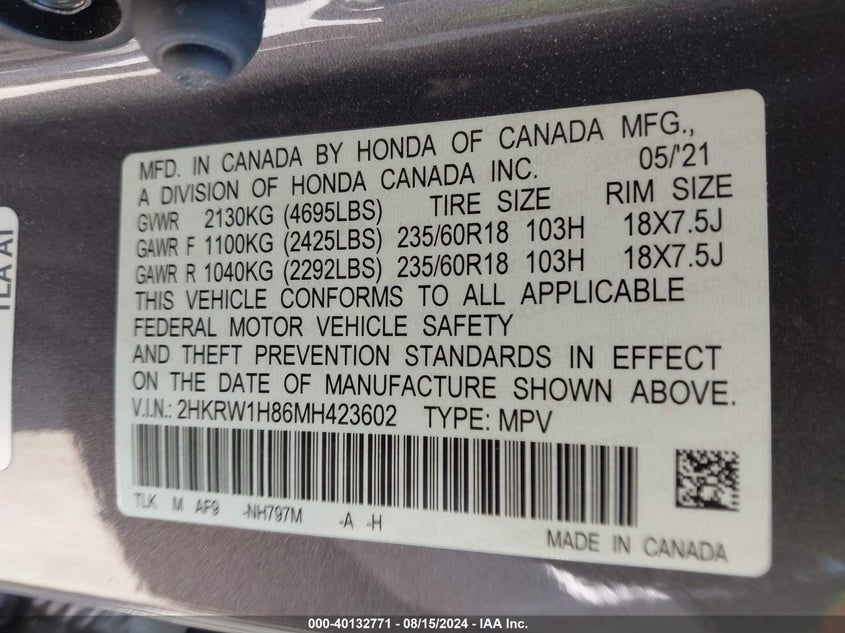 MFD. IN CANADA BY HONDA OF CANADA MFG.,
A DIVISION OF HONDA CANADA INC. 05/'21
GVWR 2130KG (4695LBS) TIRE SIZE RIM SIZE
GAWR F 1100KG (2425LBS) 235/60R18 103H 18X7.5J
GAWR R 1040KG (2292LBS) 235/60R18 103H 18X7.5J
THIS VEHICLE CONFORMS TO ALL APPLICABLE
FEDERAL MOTOR VEHICLE SAFETY
AND THEFT PREVENTION STANDARDS IN EFFECT
ON THE DATE OF MANUFACTURE SHOWN ABOVE.
V.I.N.: 2HKRW1H86MH423602 TYPE: MPV
TLK M AF9 -NH797M -A -H
MADE IN CANADA
TLA A1
000-40132771 - 08/15/2024 - IAA Inc.